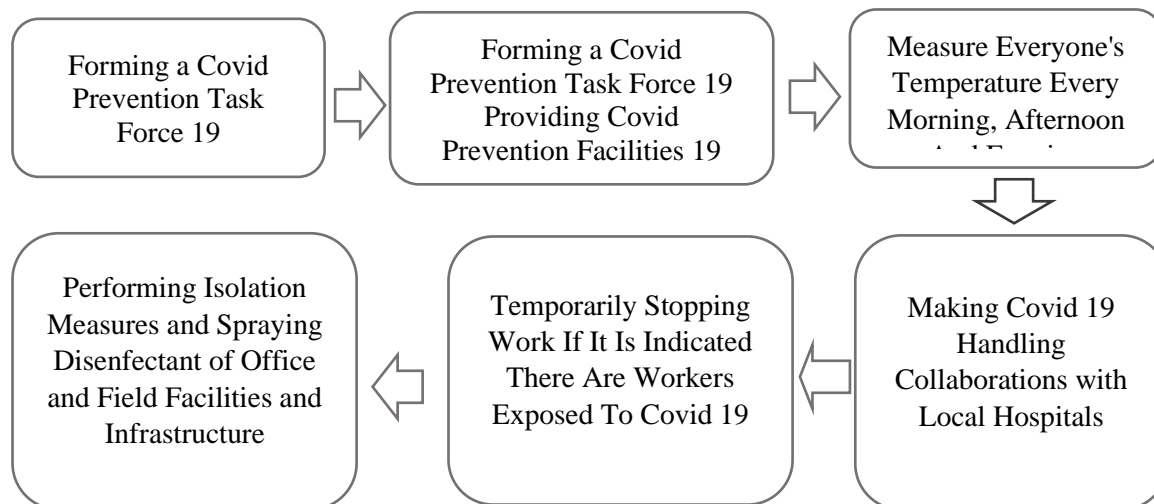 Forming a Covid
Prevention Task
Force 19
Forming a Covid
Prevention Task Force 19
Providing Covid
Prevention Facilities 19
Measure Everyone's
Temperature Every
Morning, Afternoon
Making Covid 19
Handling
Collaborations with
Local Hospitals
Temporarily Stopping
Work If It Is Indicated
There Are Workers
Exposed To Covid 19
Performing Isolation
Measures and Spraying
Disenfectant of Office
and Field Facilities and
Infrastructure